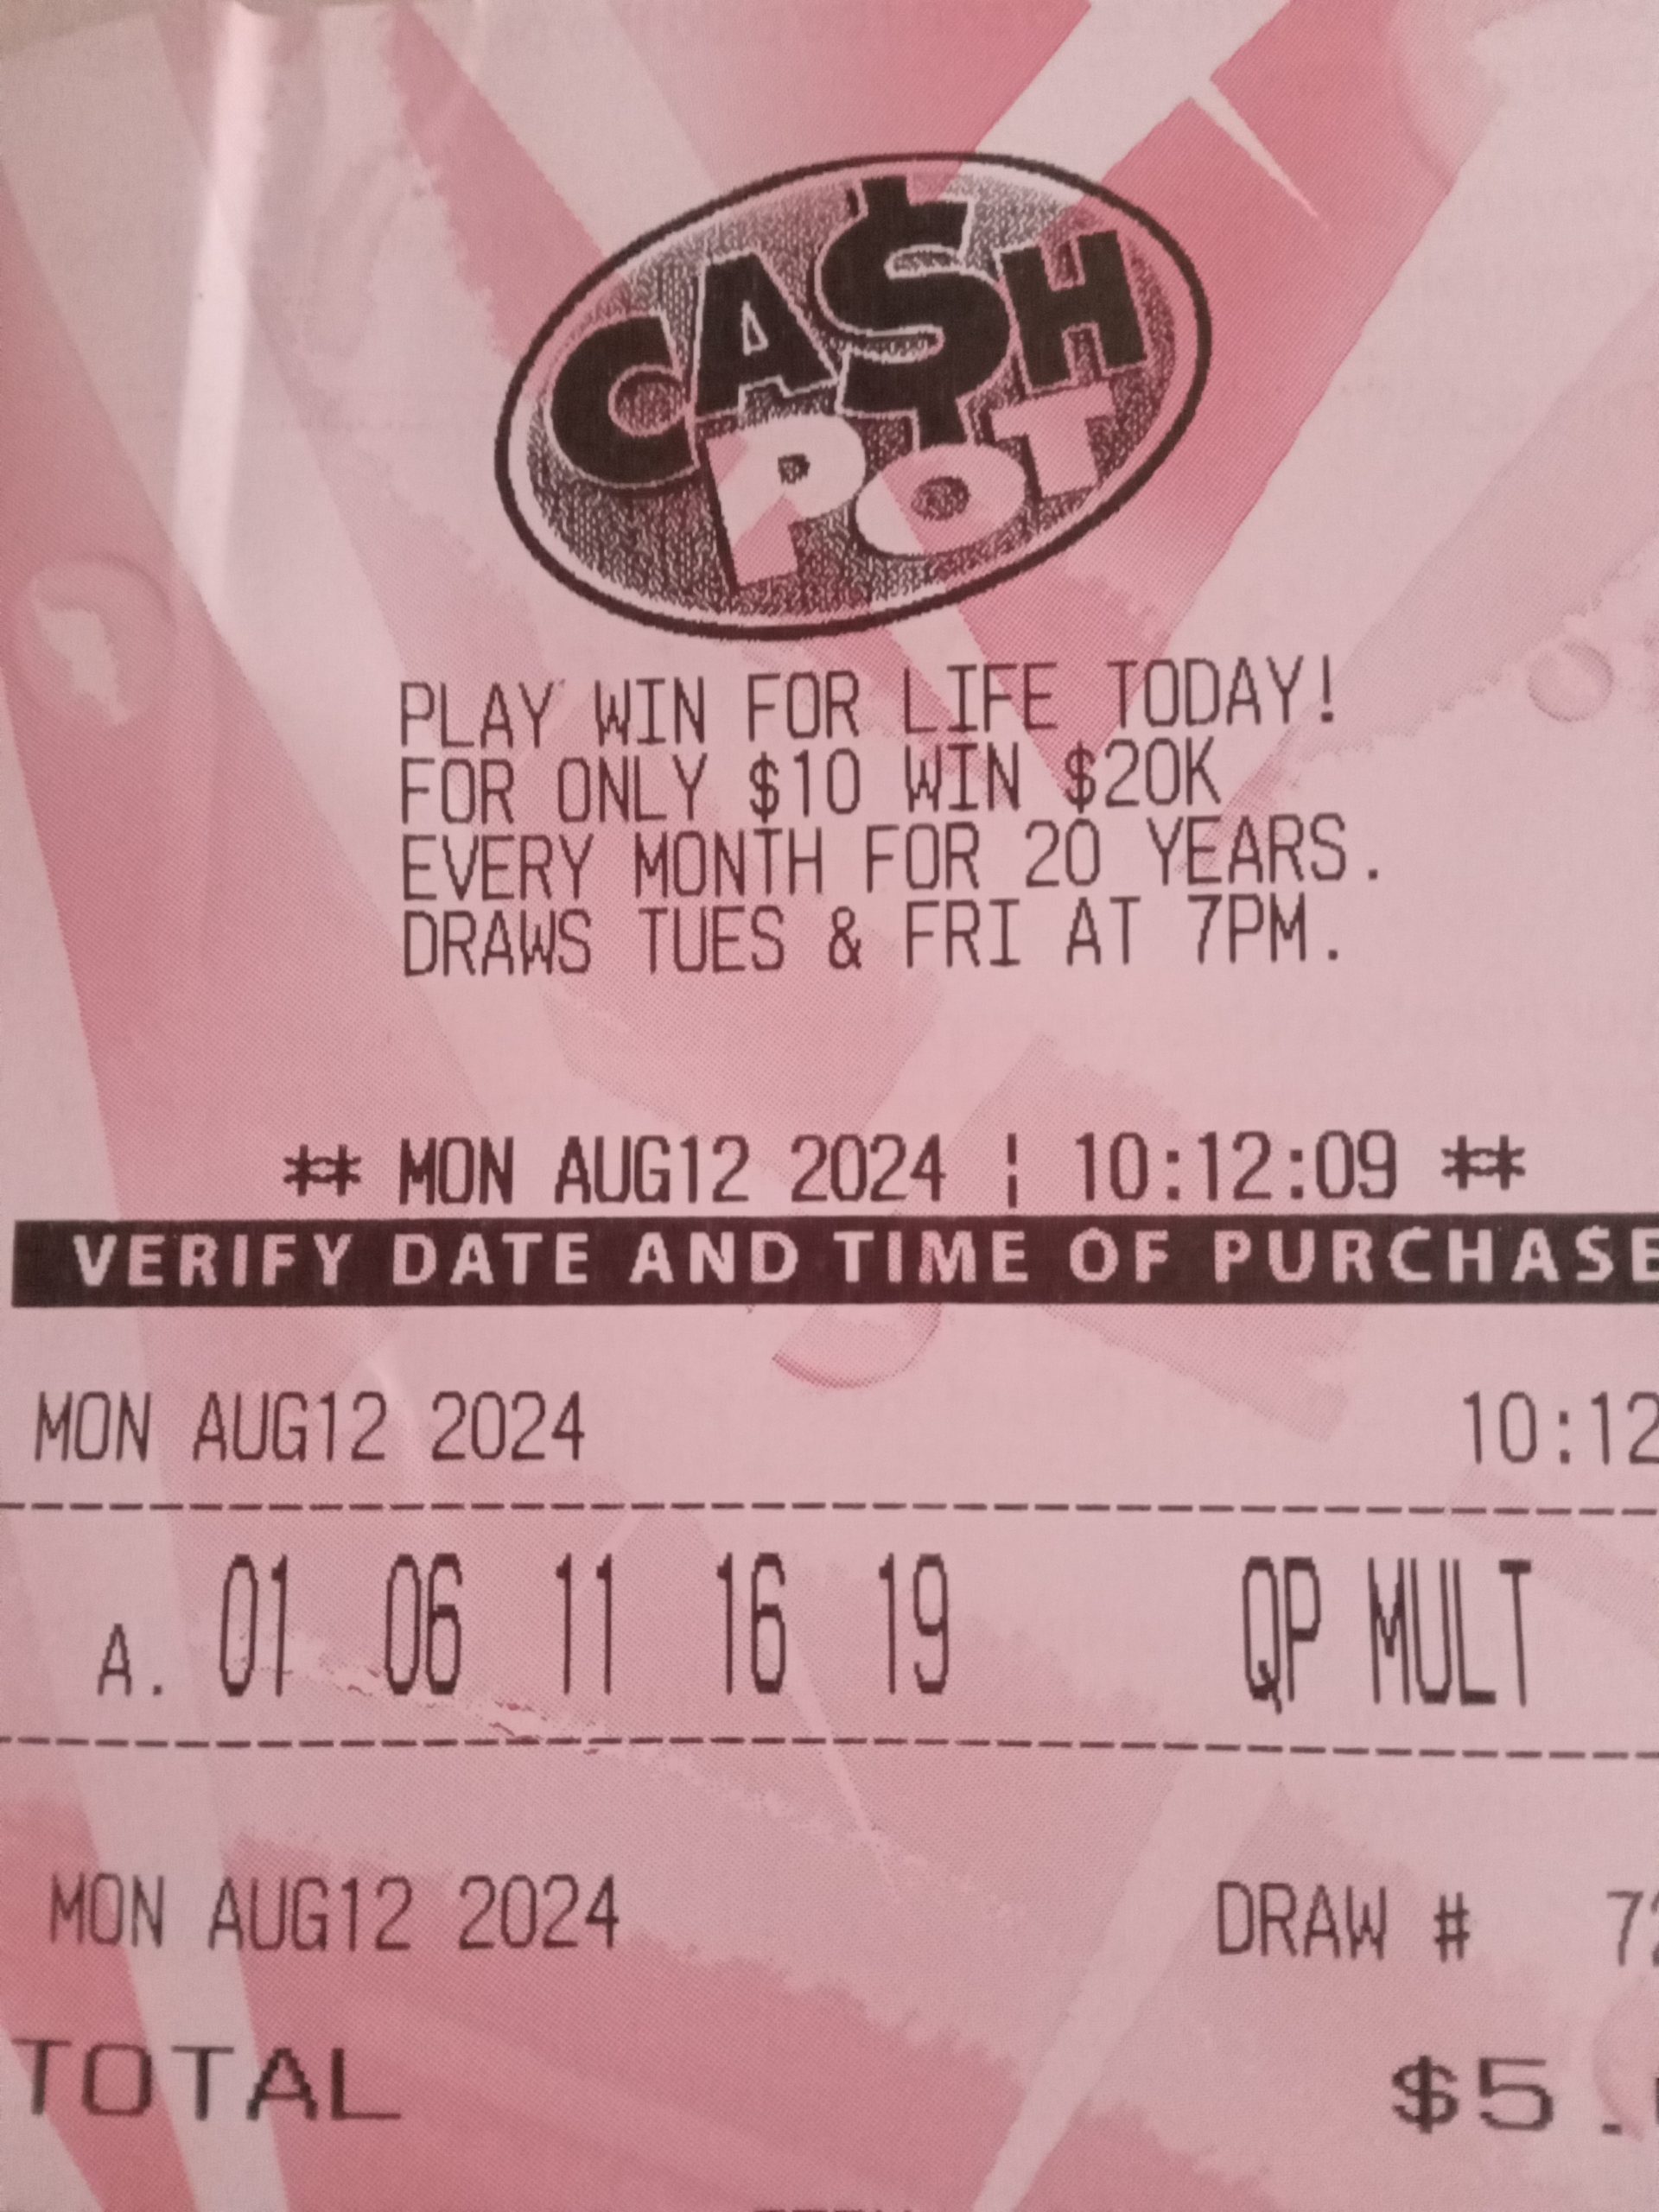 CA$H
POT
PLAY WIN FOR LIFE TODAY!
FOR ONLY $10 WIN $20K
EVERY MONTH FOR 20 YEARS.
DRAWS TUES & FRI AT 7PM.
** MON AUG12 2024 ¦ 10:12:09 **
VERIFY DATE AND TIME OF PURCHASE
MON AUG12 2024 10:12
A. 01 06 11 16 19 QP MULT
MON AUG12 2024 DRAW #
TOTAL $5.